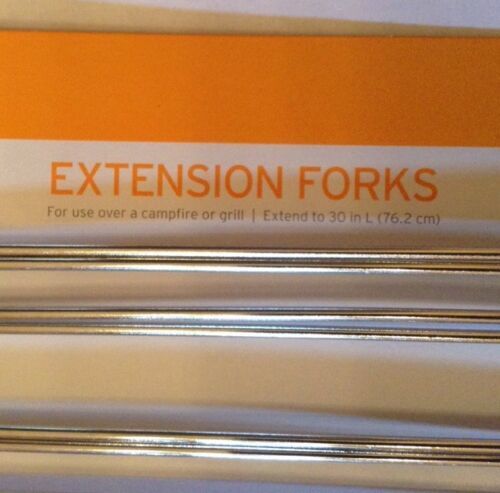 EXTENSION FORKS
For use over a campfire or grill | Extend to 30 in L (76.2 cm)